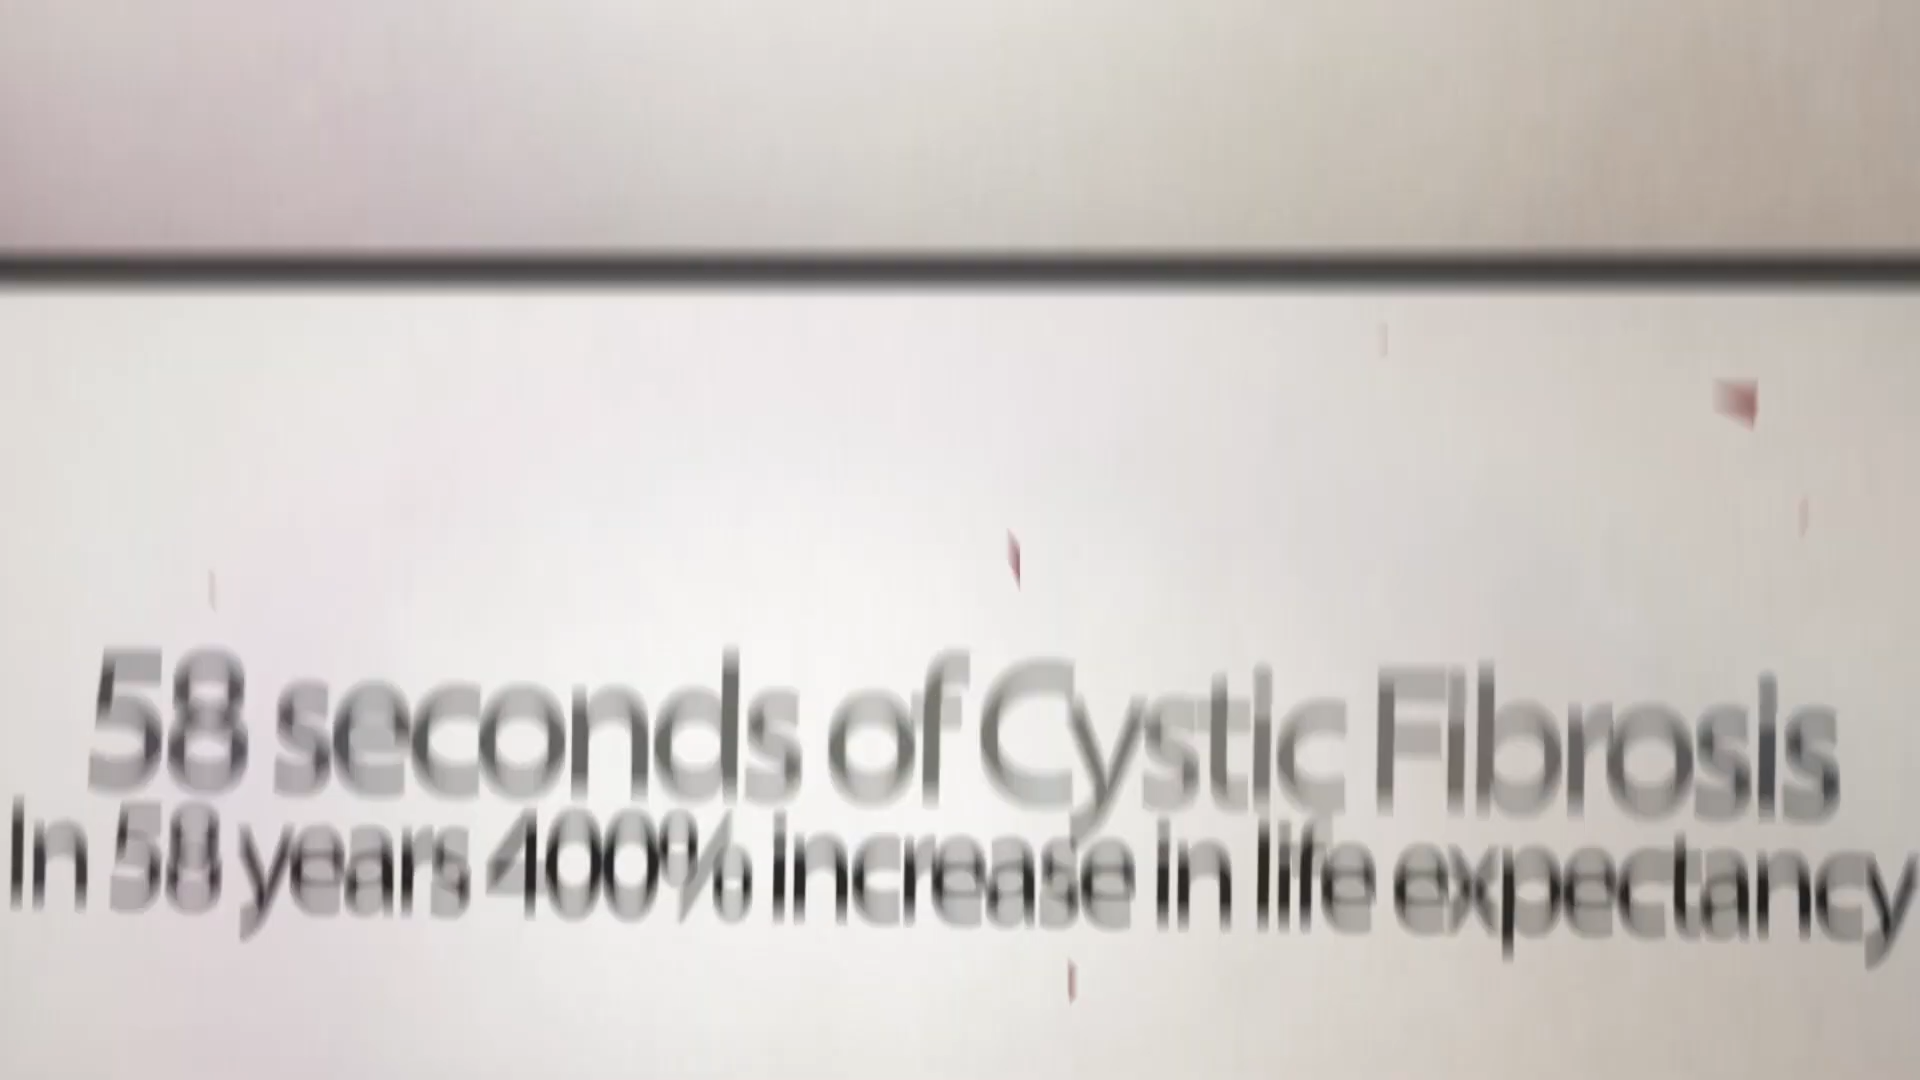 58 seconds of Cystic Fibrosis
In 58 years 400% increase in life expectancy